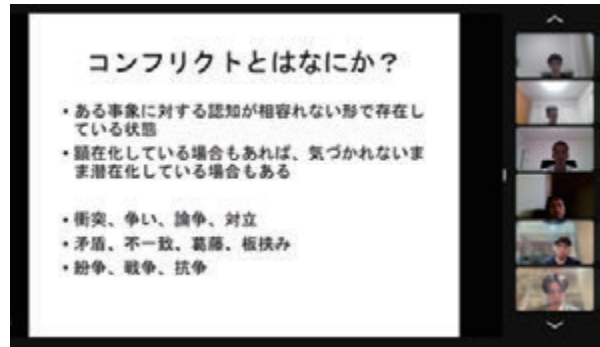 コンフリクトとはなにか？
・ある事象に対する認知が相容れない形で存在し
ている状態
・顕在化している場合もあれば、気づかれないま
ま潜在化している場合もある
・衝突、争い、論争、対立
・矛盾、不一致、葛藤、板挟み
・紛争、戦争、抗争